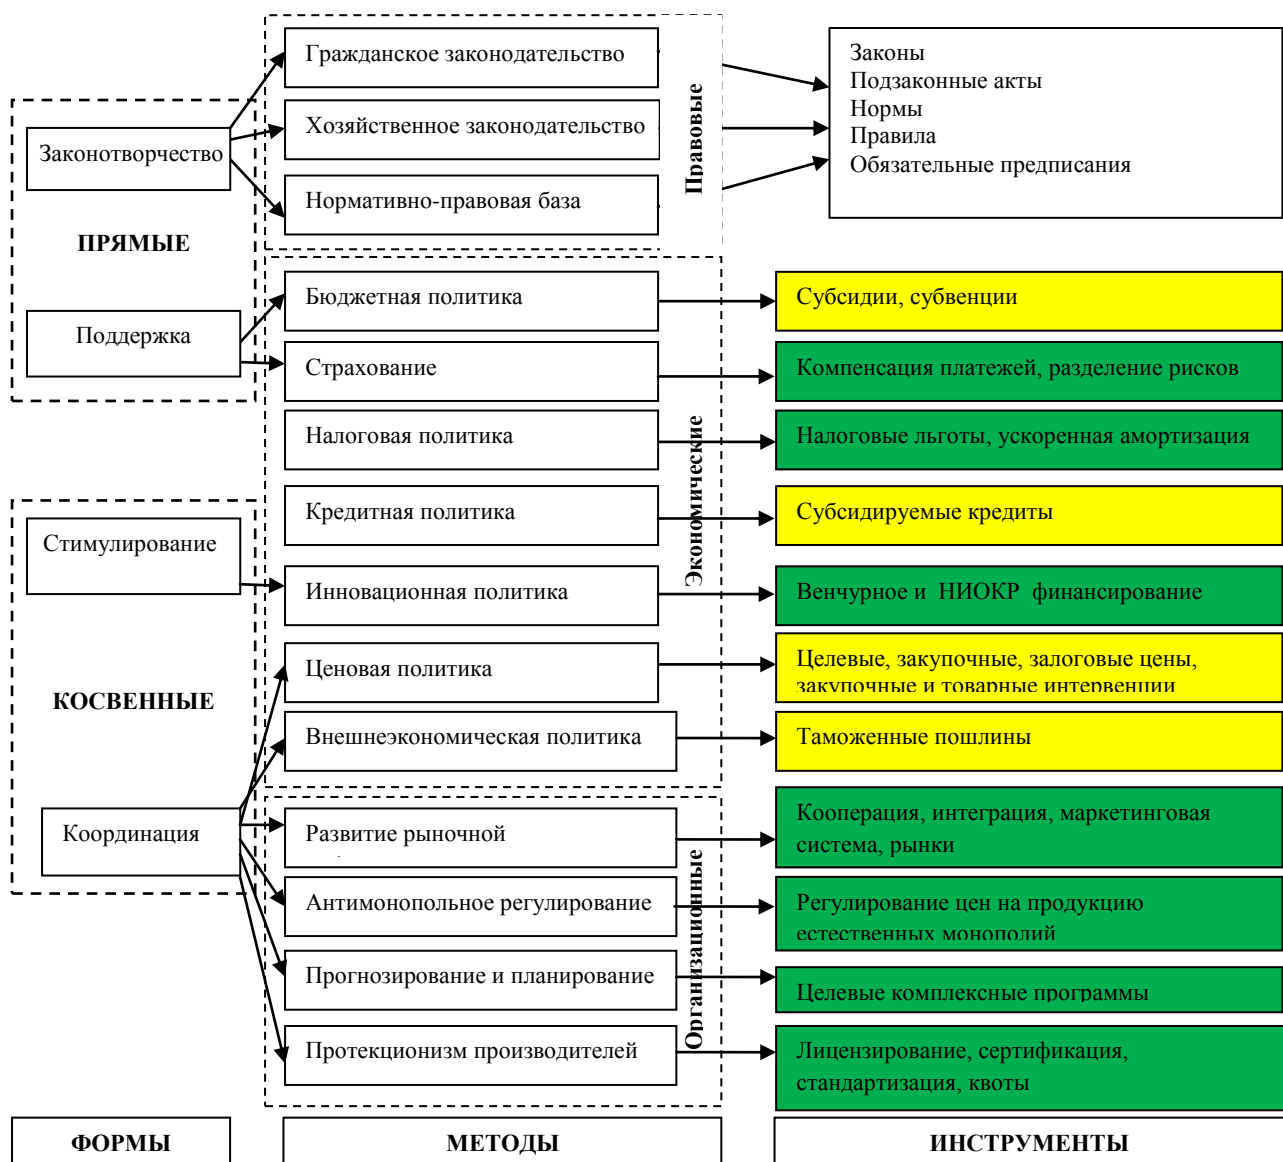 Гражданское законодательство
Хозяйственное законодательство
Нормативно-правовая база
Правовые
Законы
Подзаконные акты
Нормы
Правила
Обязательные предписания
Законотворчество
ПРЯМЫЕ
Поддержка
Бюджетная политика
Страхование
Налоговая политика
Кредитная политика
Инновационная политика
Ценовая политика
Внешнеэкономическая политика
Экономические
Субсидии, субвенции
Компенсация платежей, разделение рисков
Налоговые льготы, ускоренная амортизация
Субсидируемые кредиты
Венчурное и НИОКР финансирование
Целевые, закупочные, залоговые цены,
закупочные и товарные интервенции
Таможенные пошлины
Стимулирование
КОСВЕННЫЕ
Координация
Развитие рыночной
Антимонопольное регулирование
Прогнозирование и планирование
Протекционизм производителей
Организационные
Кооперация, интеграция, маркетинговая
система, рынки
Регулирование цен на продукцию
естественных монополий
Целевые комплексные программы
Лицензирование, сертификация,
стандартизация, квоты
ФОРМЫ
МЕТОДЫ
ИНСТРУМЕНТЫ